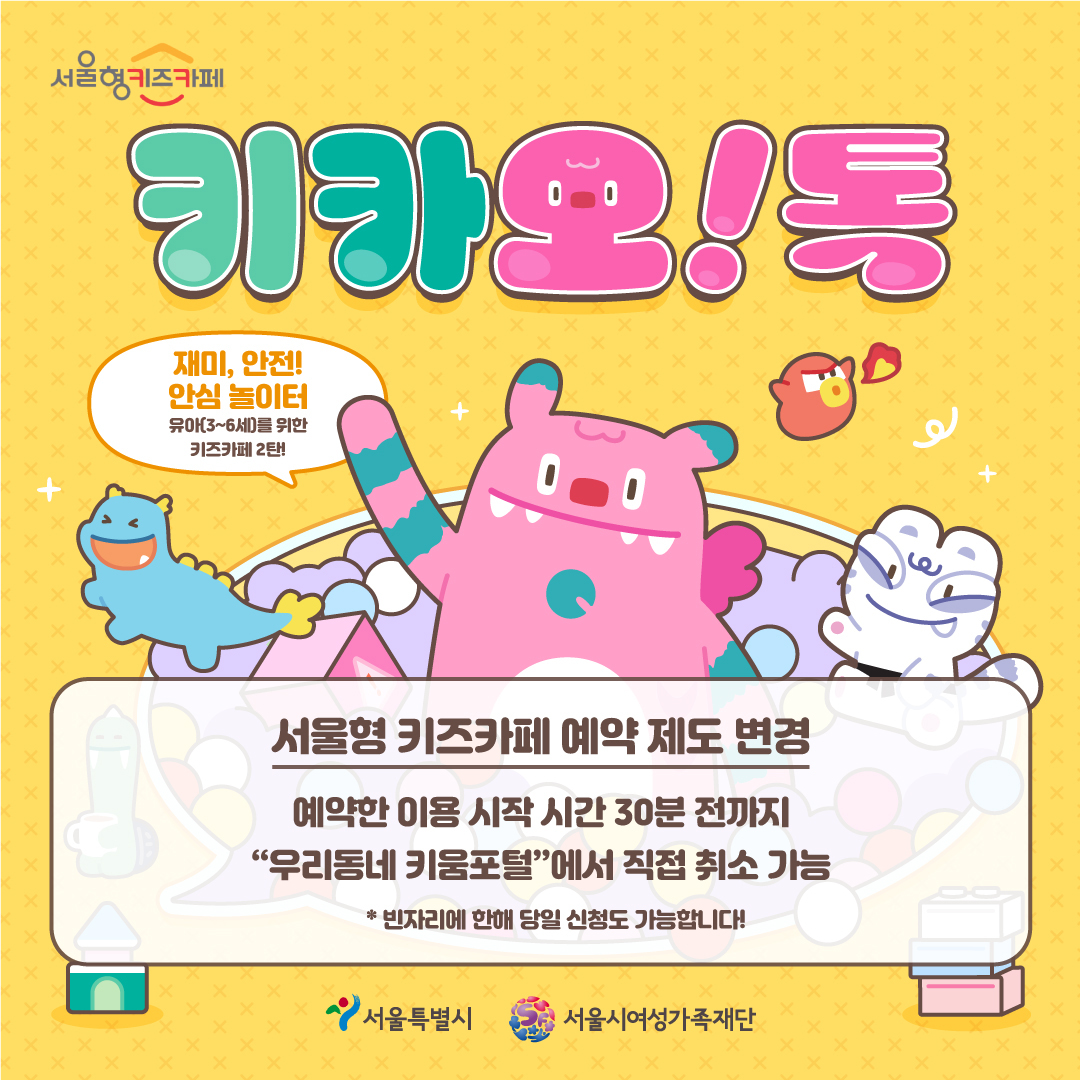 서울형키즈카페
키카오!톡
재미, 안전!
안심 놀이터
유아(3~6세)를 위한
키즈카페 2탄!
서울형 키즈카페 예약 제도 변경
예약한 이용 시작 시간 30분 전까지
“우리동네 키움포털”에서 직접 취소 가능
* 빈자리에 한해 당일 신청도 가능합니다!
서울특별시 서울시여성가족재단